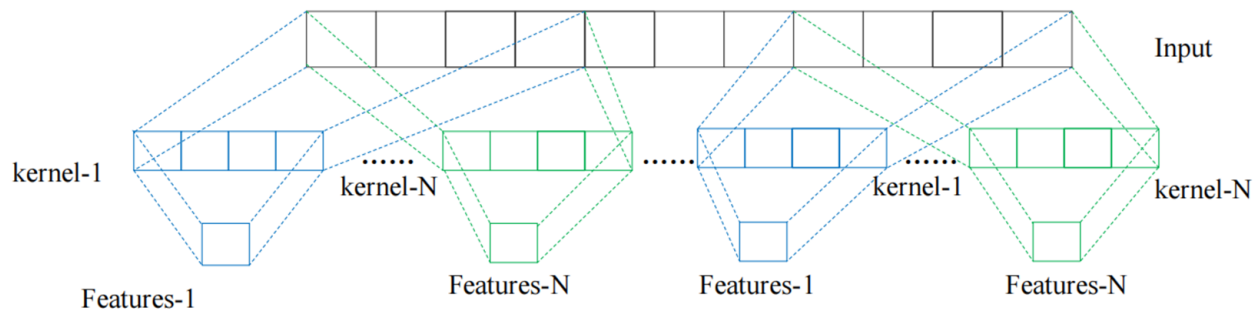 Input
kernel-1
...... kernel-N
......
...... kernel-1
kernel-N
Features-1
Features-N
Features-1
Features-N